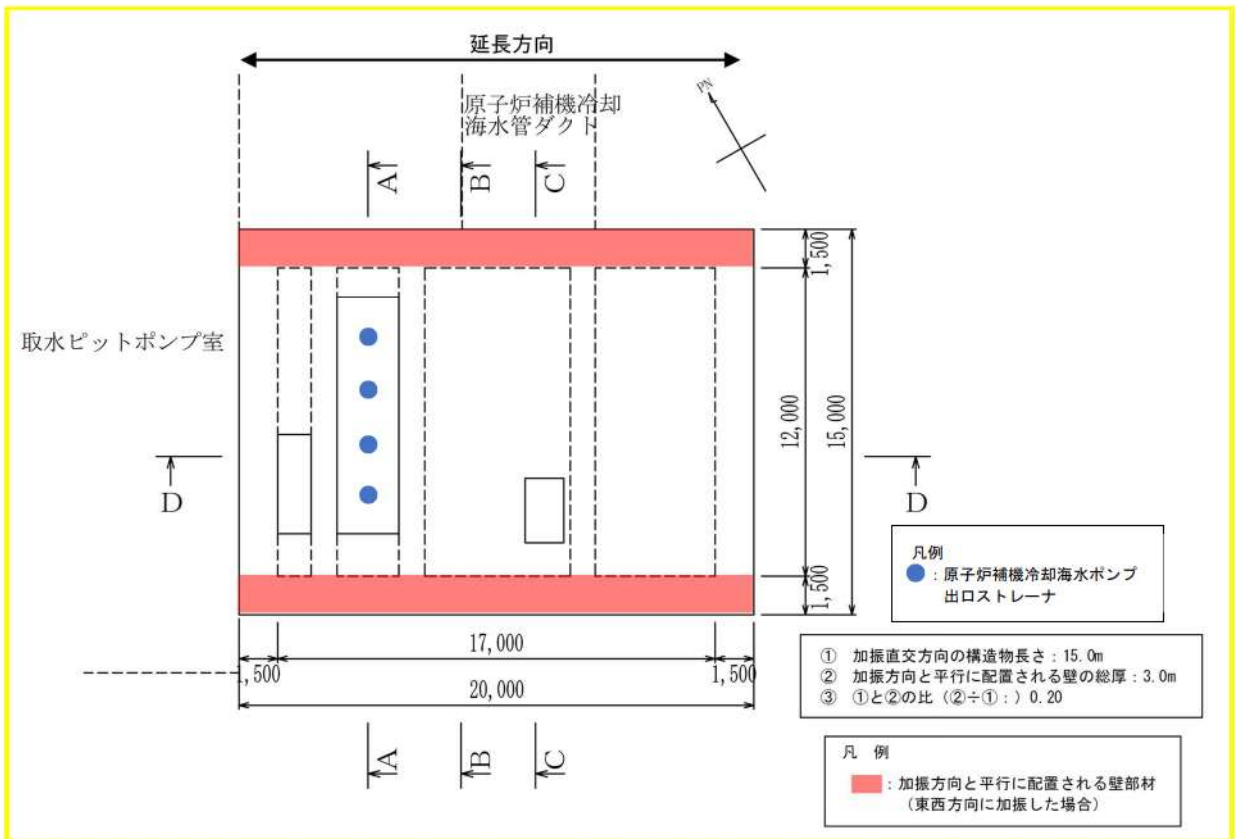 延長方向
原子炉補機冷却
海水管ダクト
PN
A
B
C
取水ピットポンプ室
1,500
12,000
15,000
1,500
D
D
凡例
：原子炉補機冷却海水ポンプ
出口ストレーナ
17,000
1,500
1,500
20,000
① 加振直交方向の構造物長さ：15.0m
② 加振方向と平行に配置される壁の総厚：3.0m
③ ①と②の比（②÷①：）0.20
A
B
C
凡　例
：加振方向と平行に配置される壁部材
（東西方向に加振した場合）